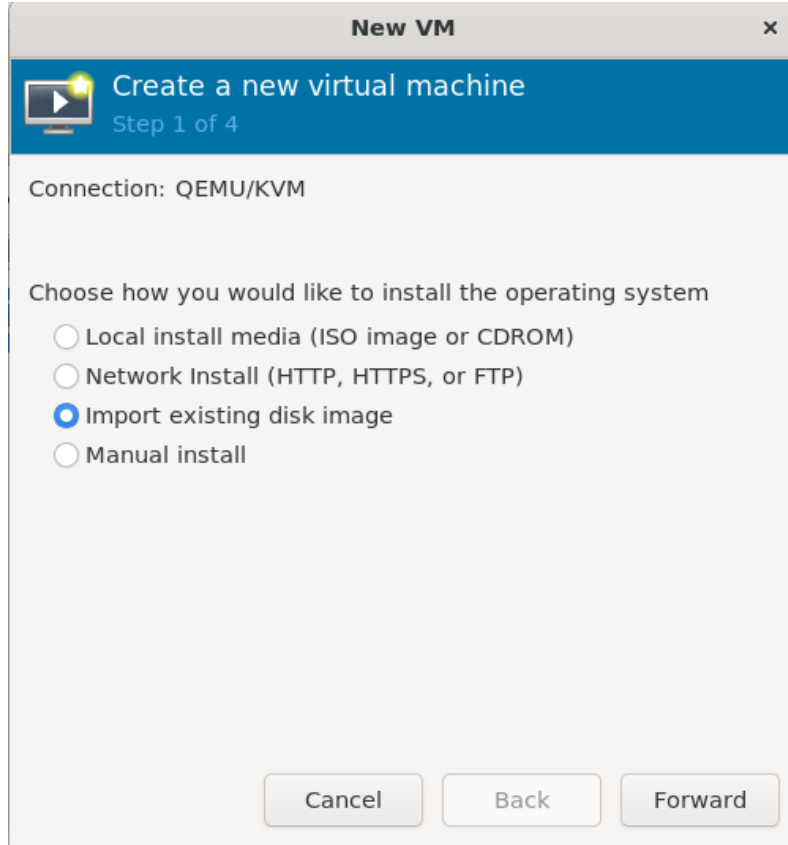 New VM
Create a new virtual machine
Step 1 of 4
Connection: QEMU/KVM
Choose how you would like to install the operating system
Local install media (ISO image or CDROM)
Network Install (HTTP, HTTPS, or FTP)
Import existing disk image
Manual install
Cancel Back Forward